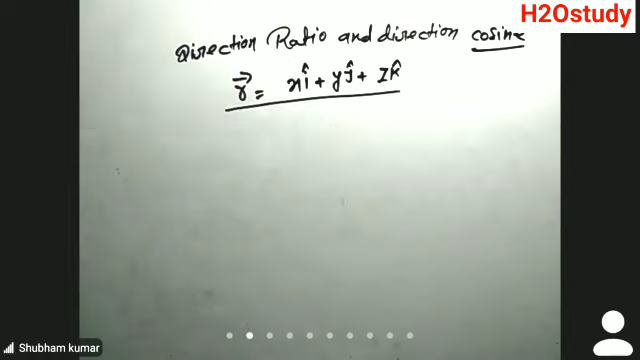 H2Ostudy
Direction Ratio and direction cosine
r⃗ = xî + yĵ + zk̂
Shubham kumar